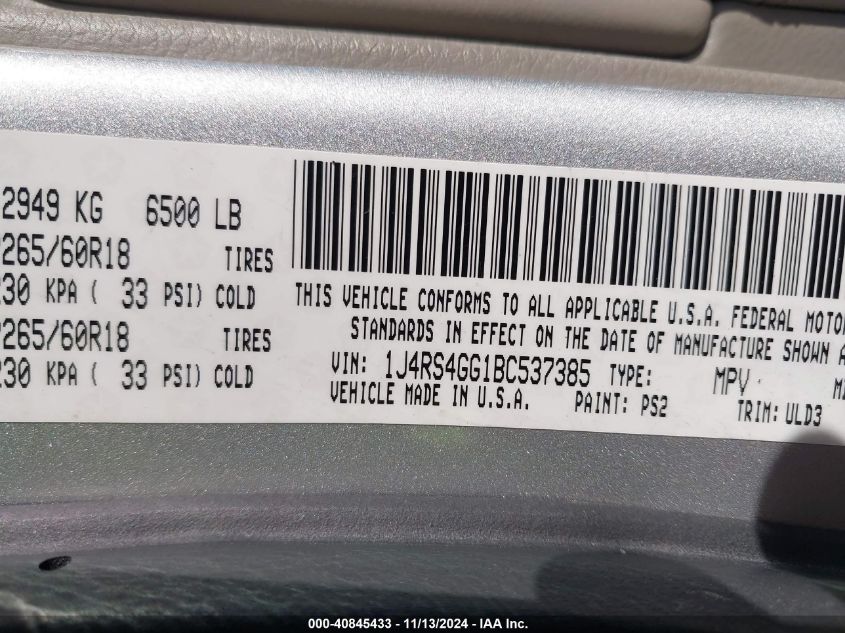 2949 KG 6500 LB
265/60R18 TIRES
230 KPA ( 33 PSI) COLD
265/60R18 TIRES
230 KPA ( 33 PSI) COLD
THIS VEHICLE CONFORMS TO ALL APPLICABLE U.S.A. FEDERAL MOTOR
STANDARDS IN EFFECT ON THE DATE OF MANUFACTURE SHOWN A
VIN: 1J4RS4GG1BC537385 TYPE: MPV
VEHICLE MADE IN U.S.A. PAINT: PS2 TRIM: ULD3
000-40845433 - 11/13/2024 - IAA Inc.